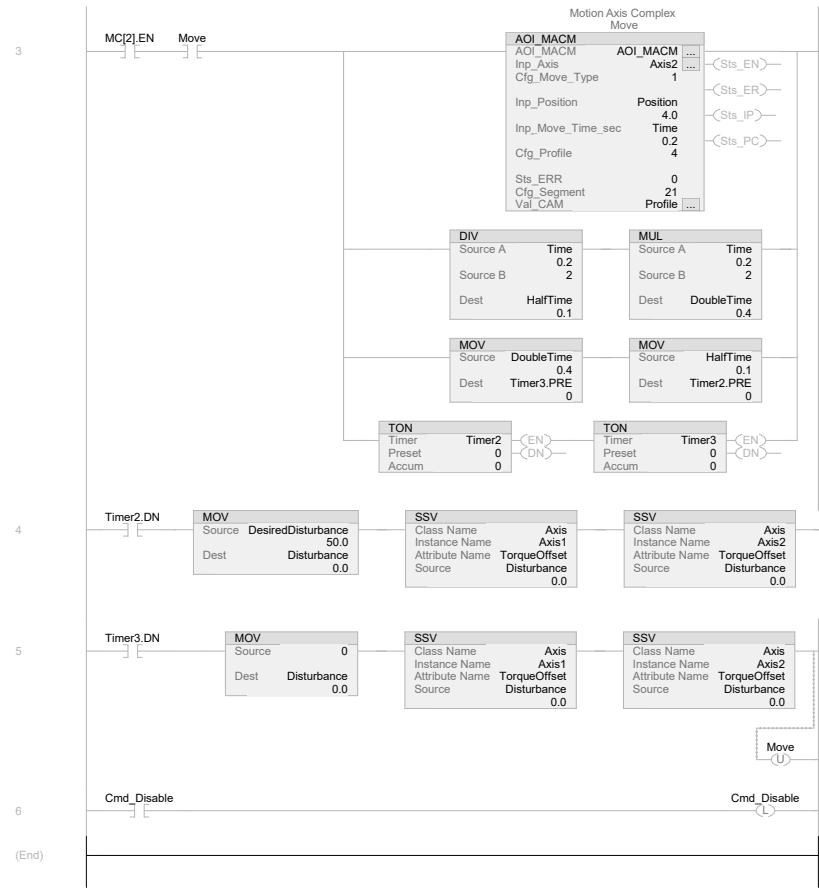 Motion Axis Complex
Move
3
MC[2].EN Move
AOI_MACM
AOI_MACM AOI_MACM ...
Inp_Axis Axis2 ... (Sts_EN)
Cfg_Move_Type 1
(Sts_ER)
Inp_Position Position
4.0 (Sts_IP)
Inp_Move_Time_sec Time
0.2 (Sts_PC)
Cfg_Profile 4
Sts_ERR 0
Cfg_Segment 21
Val_CAM Profile ...
DIV MUL
Source A Time Source A Time
0.2 0.2
Source B 2 Source B 2
Dest HalfTime Dest DoubleTime
0.1 0.4
MOV MOV
Source DoubleTime Source HalfTime
0.4 0.1
Dest Timer3.PRE Dest Timer2.PRE
0 0
TON TON
Timer Timer2 (EN) Timer Timer3 (EN)
Preset 0 (DN) Preset 0 (DN)
Accum 0 Accum 0
4
Timer2.DN MOV SSV SSV
Source DesiredDisturbance Class Name Axis Class Name Axis
50.0 Instance Name Axis1 Instance Name Axis2
Dest Disturbance Attribute Name TorqueOffset Attribute Name TorqueOffset
0.0 Source Disturbance Source Disturbance
0.0 0.0
5
Timer3.DN MOV SSV SSV
Source 0 Class Name Axis Class Name Axis
Instance Name Axis1 Instance Name Axis2
Dest Disturbance Attribute Name TorqueOffset Attribute Name TorqueOffset
0.0 Source Disturbance Source Disturbance
0.0 0.0
Move
(U)
6
Cmd_Disable Cmd_Disable
(L)
(End)